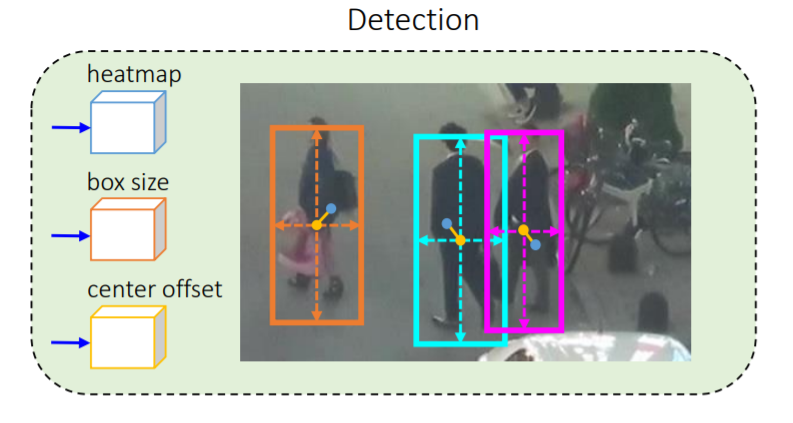 Detection
heatmap
box size
center offset